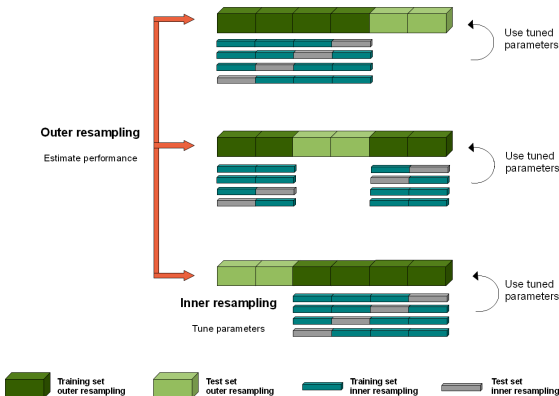 Use tuned
parameters
Outer resampling
Estimate performance
Use tuned
parameters
Use tuned
parameters
Inner resampling
Tune parameters
Training set
outer resampling
Test set
outer resampling
Training set
inner resampling
Test set
inner resampling